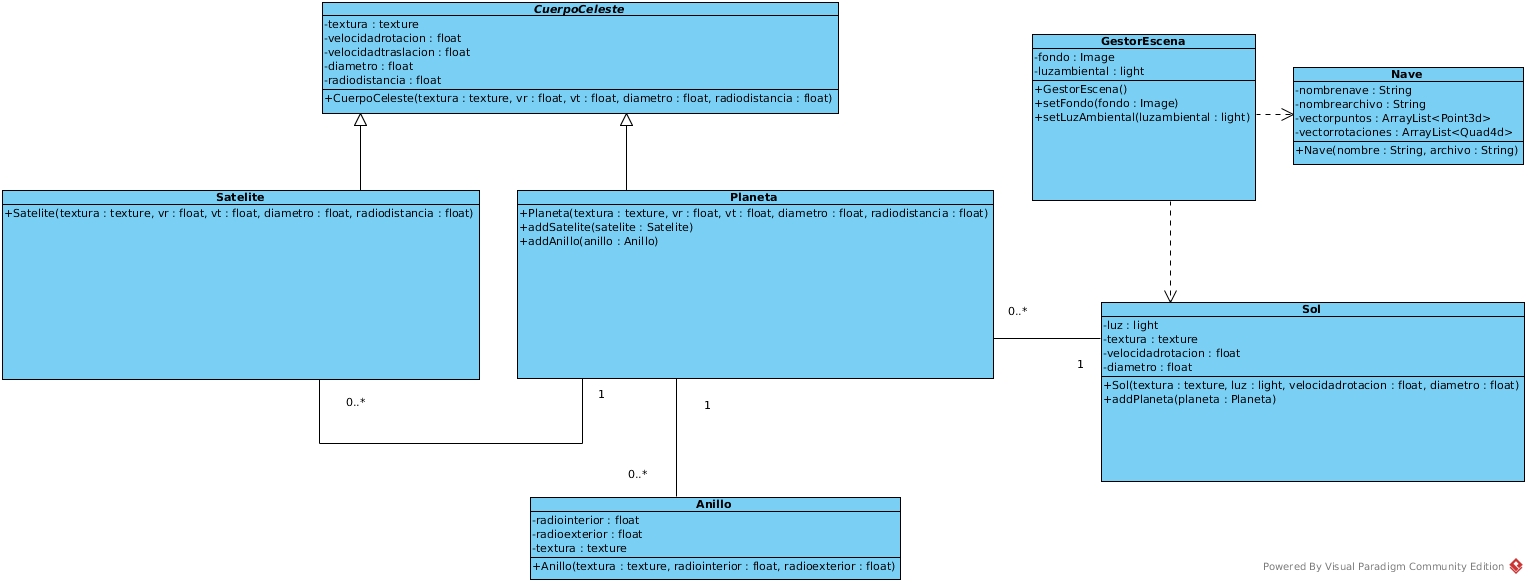 CuerpoCeleste
-textura : texture
-velocidadrotacion : float
-velocidadtraslacion : float
-diametro : float
-radiodistancia : float
+CuerpoCeleste(textura : texture, vr : float, vt : float, diametro : float, radiodistancia : float)
GestorEscena
-fondo : Image
-luzambiental : light
+GestorEscena()
+setFondo(fondo : Image)
+setLuzAmbiental(luzambiental : light)
Nave
-nombrenave : String
-nombrearchivo : String
-vectorpuntos : ArrayList<Point3d>
-vectorrotaciones : ArrayList<Quad4d>
+Nave(nombre : String, archivo : String)
Satelite
+Satelite(textura : texture, vr : float, vt : float, diametro : float, radiodistancia : float)
Planeta
+Planeta(textura : texture, vr : float, vt : float, diametro : float, radiodistancia : float)
+addSatelite(satelite : Satelite)
+addAnillo(anillo : Anillo)
0..*
1
Sol
-luz : light
-textura : texture
-velocidadrotacion : float
-diametro : float
+Sol(textura : texture, luz : light, velocidadrotacion : float, diametro : float)
+addPlaneta(planeta : Planeta)
0..*
1
1
0..*
Anillo
-radiointerior : float
-radioexterior : float
-textura : texture
+Anillo(textura : texture, radiointerior : float, radioexterior : float)
Powered By Visual Paradigm Community Edition